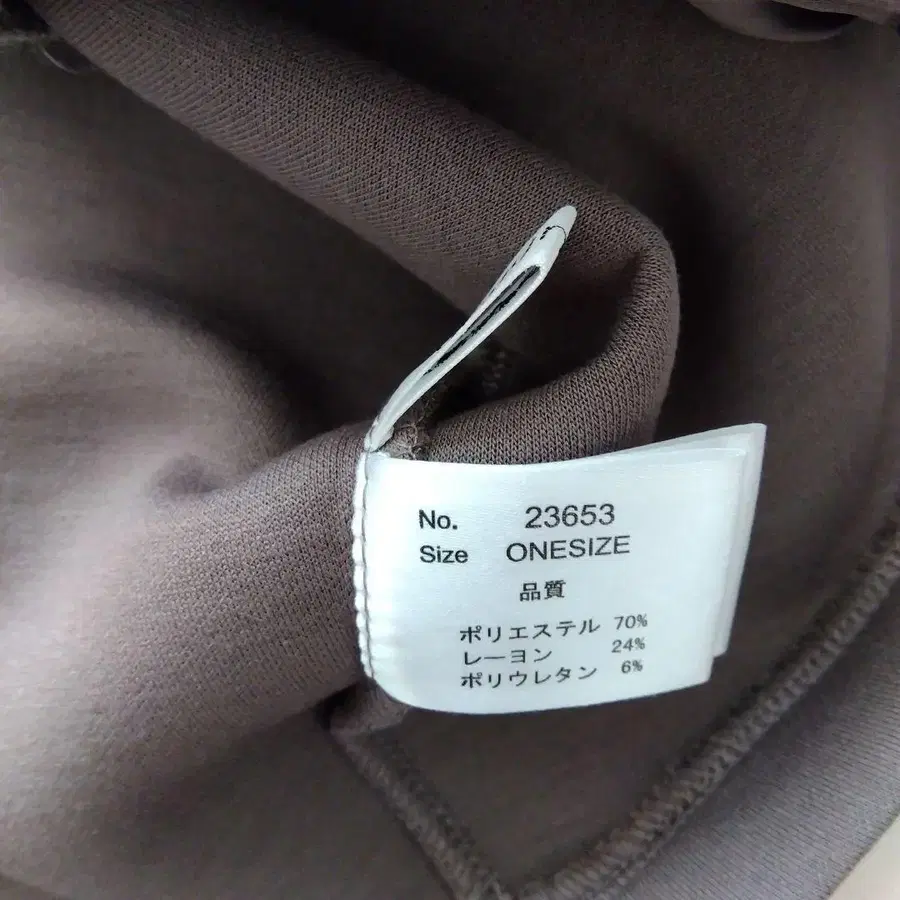 No. 23653
Size ONESIZE
品質
ポリエステル 70%
レーヨン 24%
ポリウレタン 6%